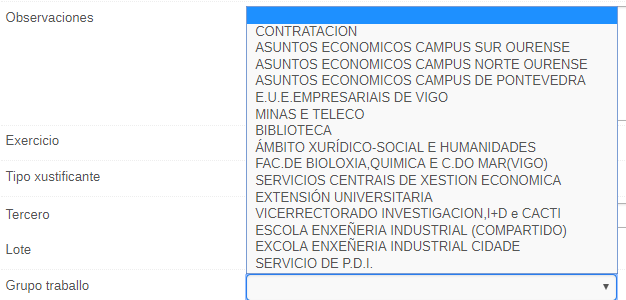 Observaciones
CONTRATACION
ASUNTOS ECONOMICOS CAMPUS SUR OURENSE
ASUNTOS ECONOMICOS CAMPUS NORTE OURENSE
ASUNTOS ECONOMICOS CAMPUS DE PONTEVEDRA
E.U.E.EMPRESARIAIS DE VIGO
MINAS E TELECO
BIBLIOTECA
ÁMBITO XURÍDICO-SOCIAL E HUMANIDADES
FAC.DE BIOLOXIA,QUIMICA E C.DO MAR(VIGO)
SERVICIOS CENTRAIS DE XESTION ECONOMICA
EXTENSIÓN UNIVERSITARIA
VICERRECTORADO INVESTIGACION,I+D e CACTI
ESCOLA ENXEÑERIA INDUSTRIAL (COMPARTIDO)
EXCOLA ENXEÑERIA INDUSTRIAL CIDADE
SERVICIO DE P.D.I.
Exercicio
Tipo xustificante
Tercero
Lote
Grupo traballo